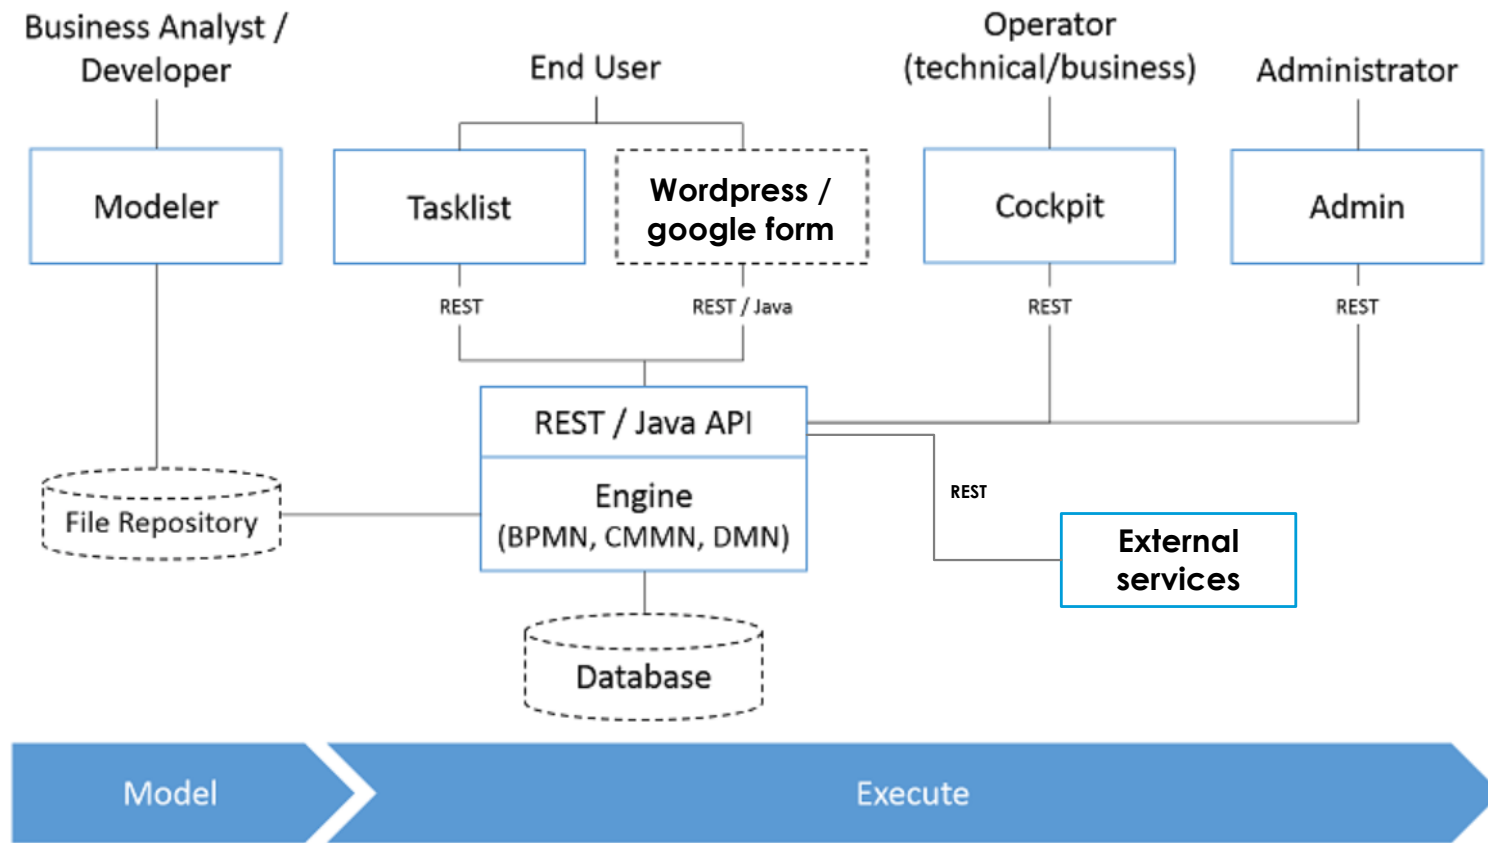 Business Analyst /
Developer
End User
Operator
(technical/business)
Administrator
Modeler
Tasklist
Wordpress /
google form
Cockpit
Admin
REST
REST / Java
REST
REST
REST / Java API
Engine
(BPMN, CMMN, DMN)
File Repository
REST
External
services
Database
Model
Execute